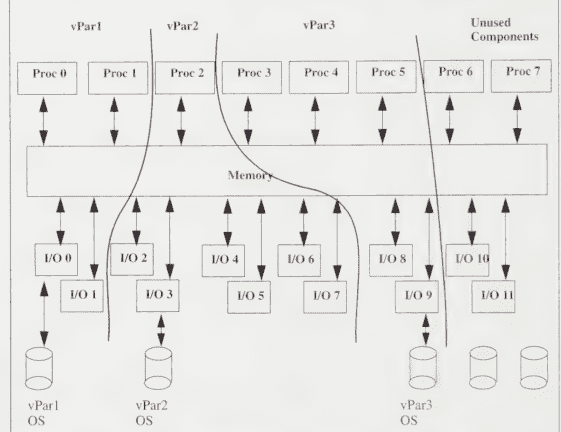 vPar1 vPar2 vPar3 Unused
Components
Proc 0 Proc 1 Proc 2 Proc 3 Proc 4 Proc 5 Proc 6 Proc 7
Memory
I/O 0 I/O 2 I/O 4 I/O 6 I/O 8 I/O 10
I/O 1 I/O 3 I/O 5 I/O 7 I/O 9 I/O 11
vPar1 vPar2 vPar3
OS OS OS